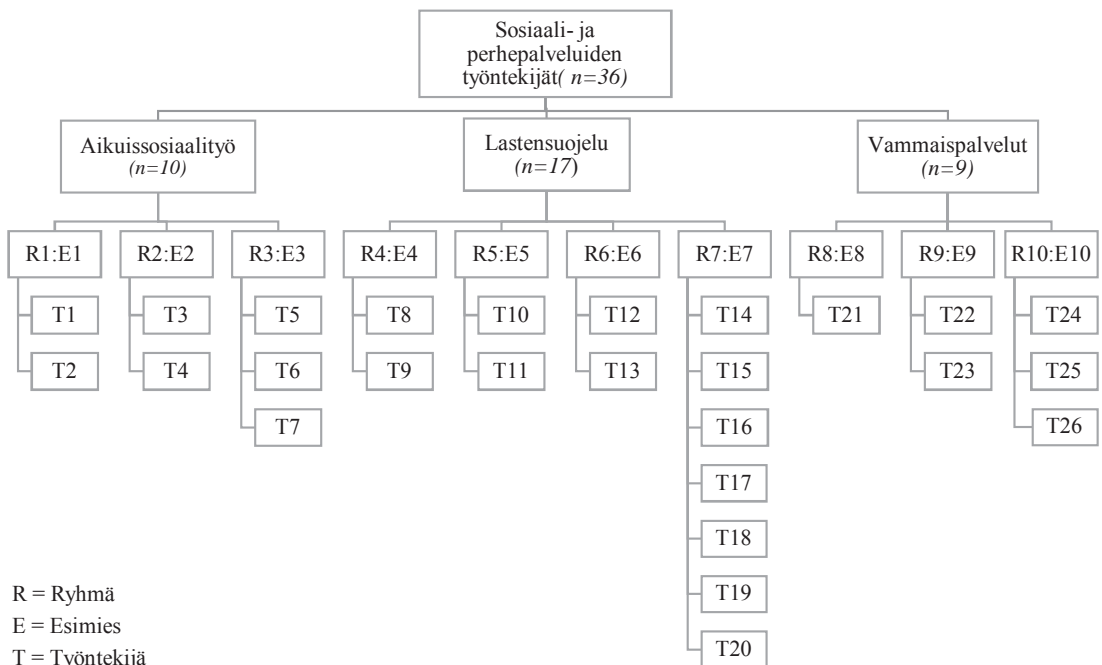 Sosiaali- ja
perhepalveluiden
työntekijät( n=36)
Aikuissosiaalityö
(n=10)
Lastensuojelu
(n=17)
Vammaispalvelut
(n=9)
R1:E1
R2:E2
R3:E3
R4:E4
R5:E5
R6:E6
R7:E7
R8:E8
R9:E9
R10:E10
T1
T3
T5
T8
T10
T12
T14
T21
T22
T24
T2
T4
T6
T9
T11
T13
T15
T23
T25
T7
T16
T26
T17
T18
T19
T20
R = Ryhmä
E = Esimies
T = Työntekijä